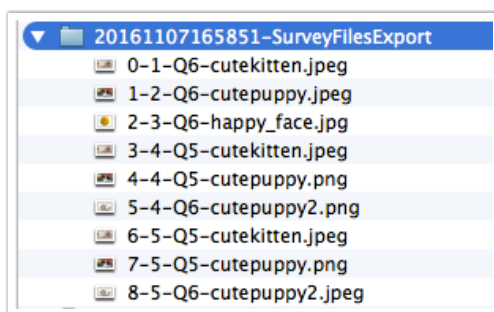 20161107165851-SurveyFilesExport
0-1-Q6-cutekitten.jpeg
1-2-Q6-cutepuppy.jpeg
2-3-Q6-happy_face.jpg
3-4-Q5-cutekitten.jpeg
4-4-Q5-cutepuppy.png
5-4-Q6-cutepuppy2.png
6-5-Q5-cutekitten.jpeg
7-5-Q5-cutepuppy.png
8-5-Q6-cutepuppy2.jpeg